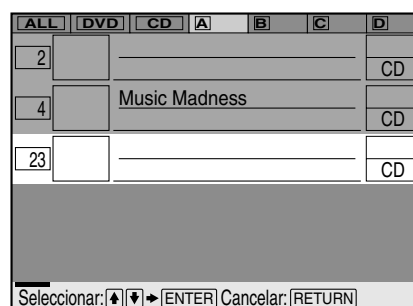 ALL DVD CD A B C D
2
CD
Music Madness
4
CD
23
CD
Seleccionar: ENTER Cancelar: RETURN